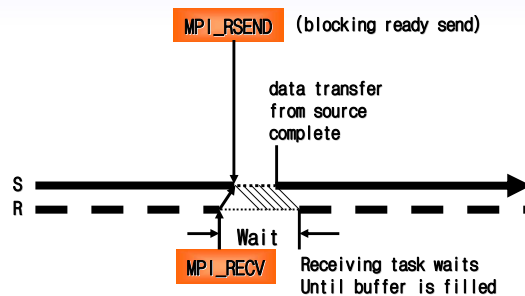 MPI_RSEND (blocking ready send)
data transfer
from source
complete
S
R
Wait
MPI_RECV
Receiving task waits
Until buffer is filled